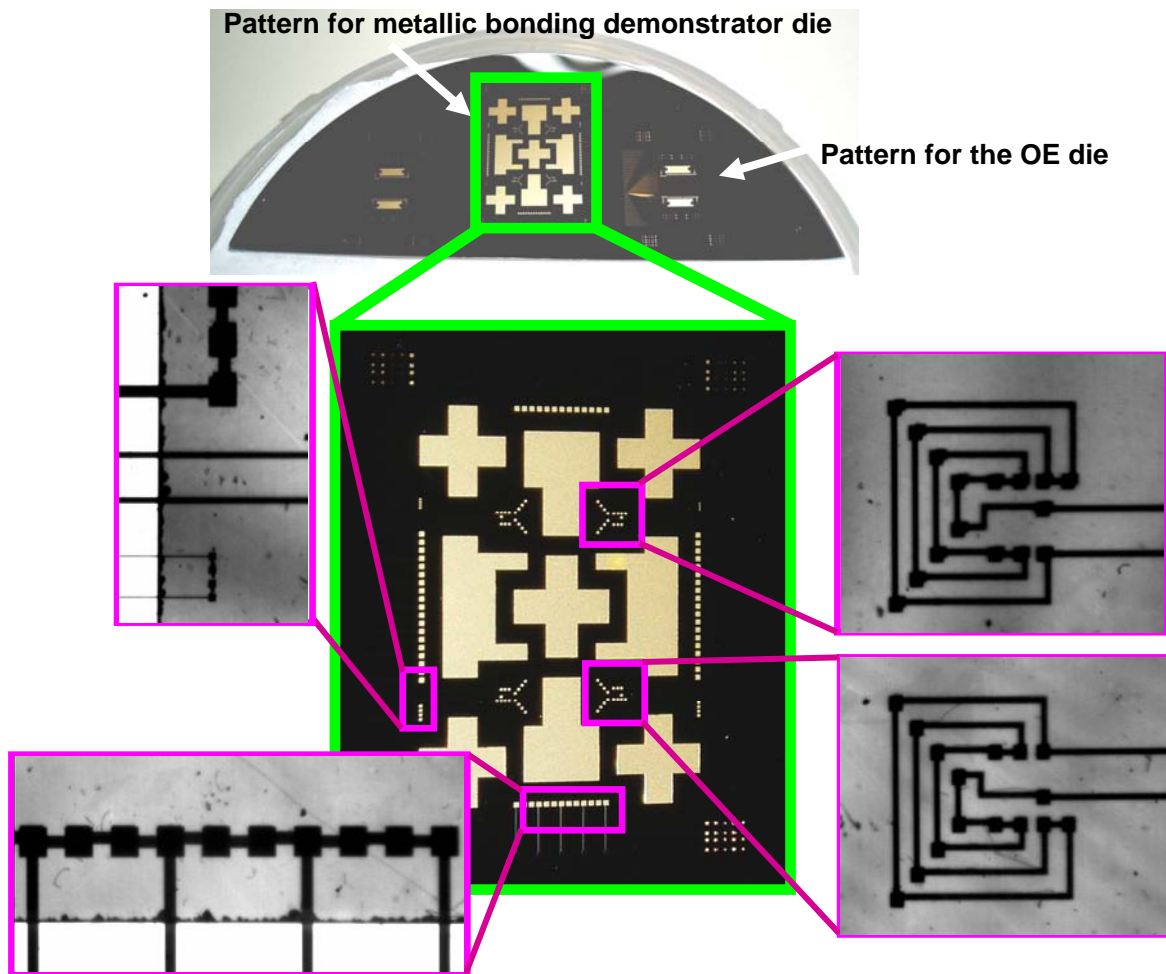 Pattern for metallic bonding demonstrator die
Pattern for the OE die